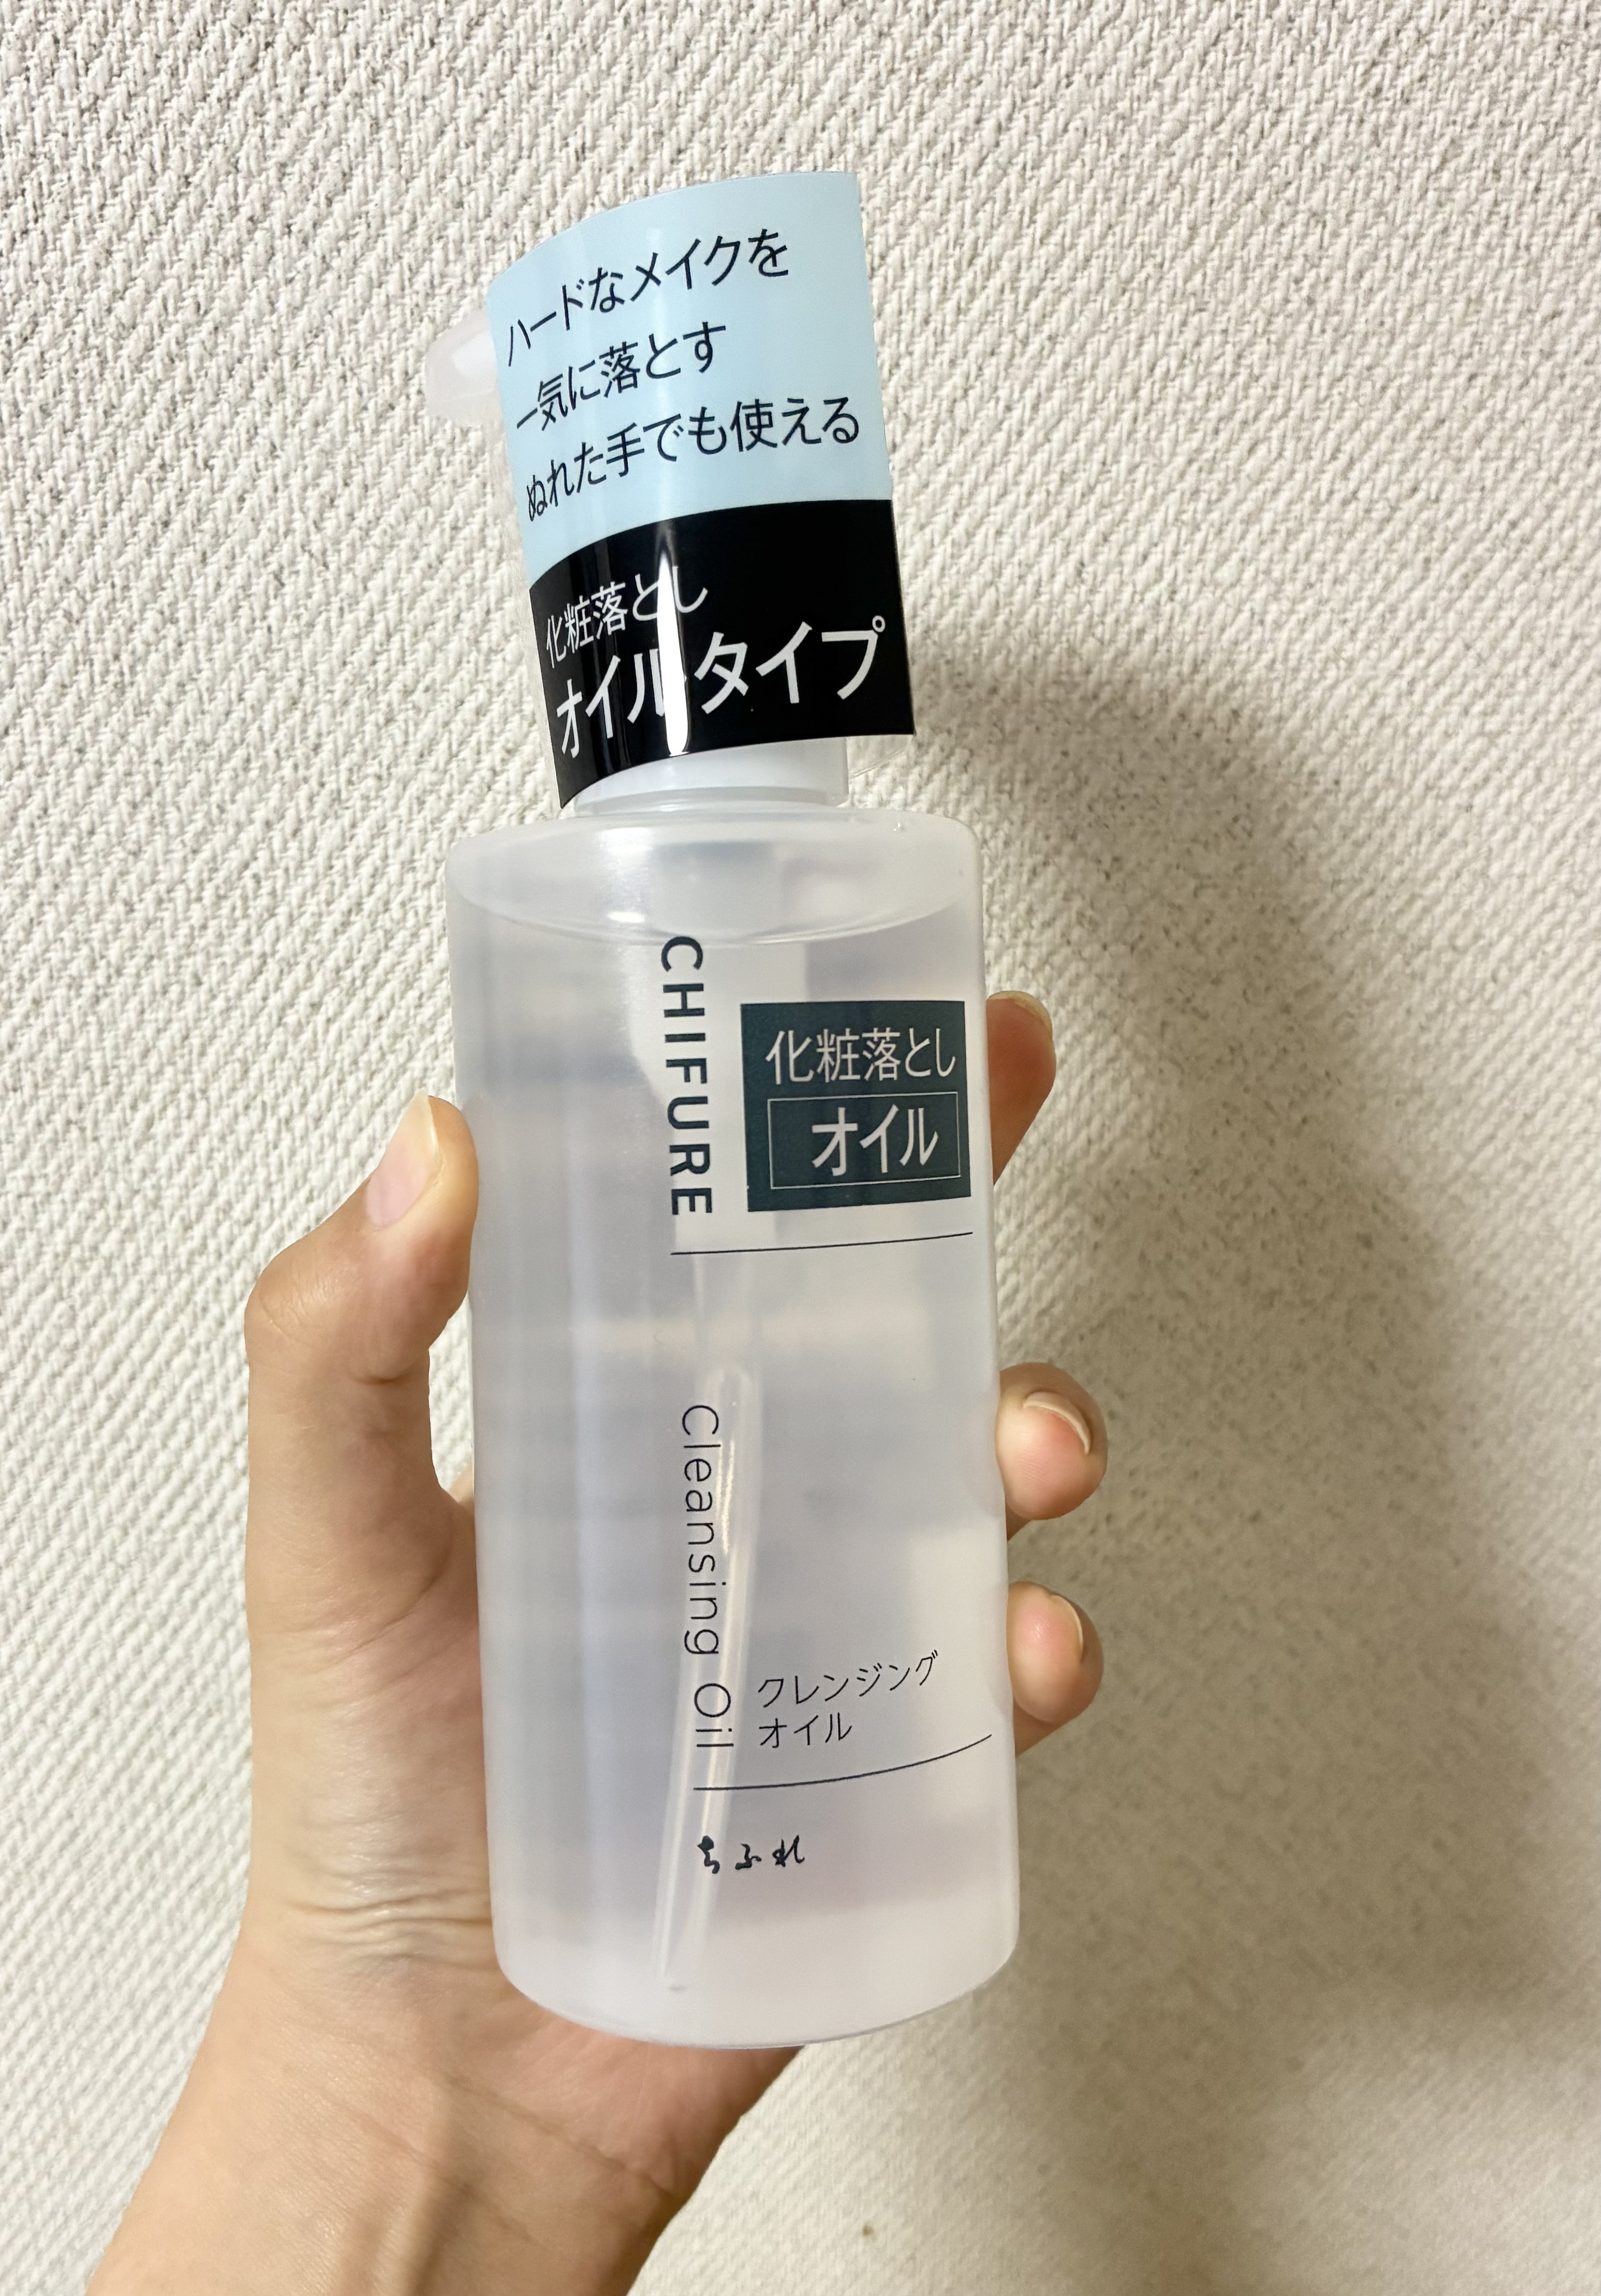 ハードなメイクを
一気に落とす
ぬれた手でも使える
化粧落とし
オイルタイプ
CHIFURE
化粧落とし
オイル
Cleansing Oil
クレンジング
オイル
ちふれ